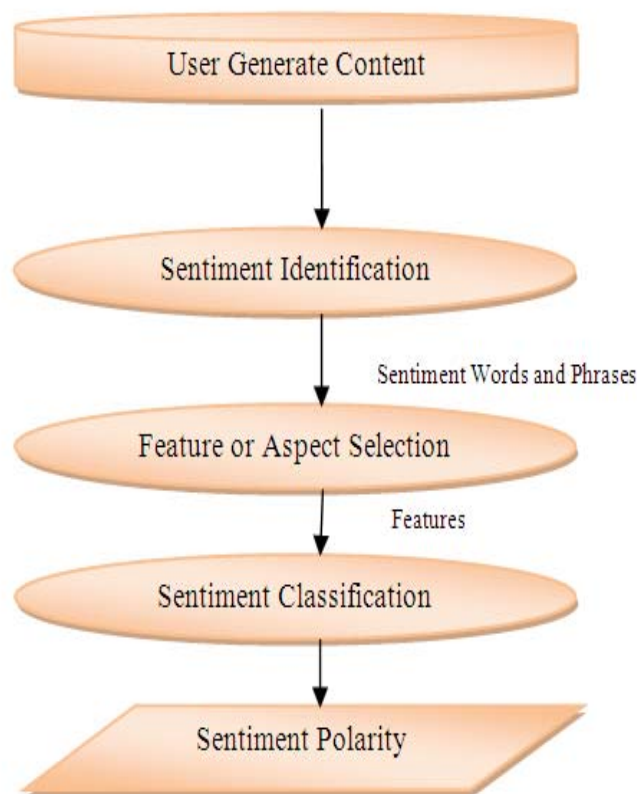 User Generate Content
Sentiment Identification
Sentiment Words and Phrases
Feature or Aspect Selection
Features
Sentiment Classification
Sentiment Polarity